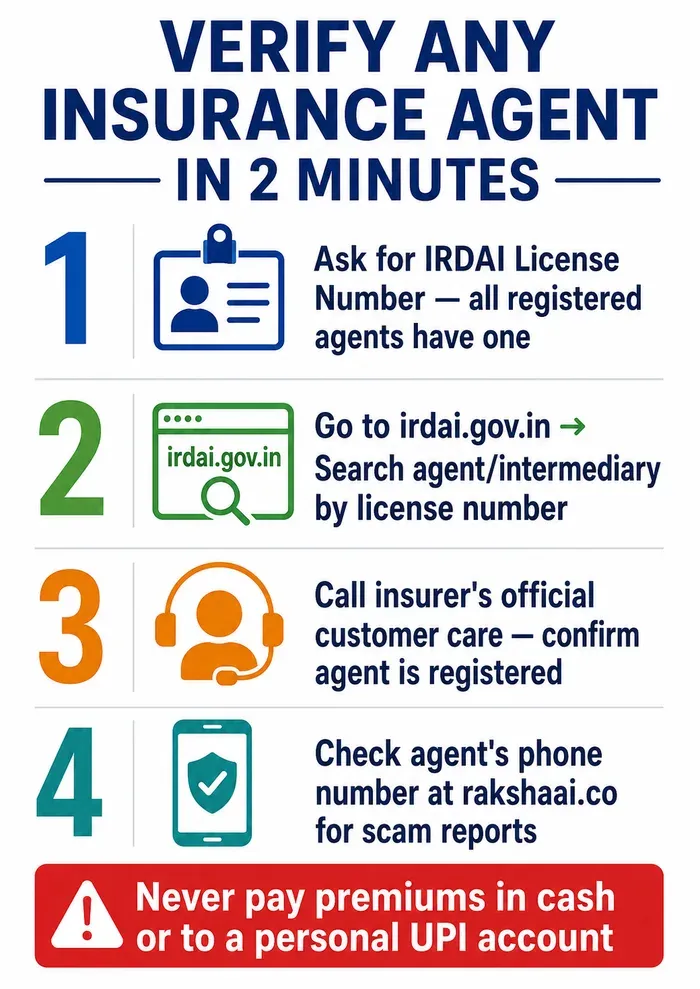 VERIFY ANY
INSURANCE AGENT
IN 2 MINUTES
1
Ask for IRDAI License
Number — all registered
agents have one
2
irdai.gov.in
Go to irdai.gov.in →
Search agent/intermediary
by license number
3
Call insurer's official
customer care — confirm
agent is registered
4
Check agent's phone
number at rakshaai.co
for scam reports
Never pay premiums in cash
or to a personal UPI account